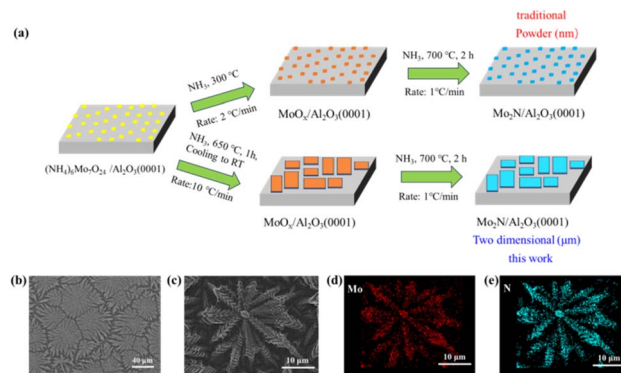 (a)
traditional
Powder (nm)
NH₃, 300 °C
Rate: 2 °C/min
NH₃, 700 °C, 2 h
Rate: 1°C/min
MoOₓ/Al₂O₃(0001)
Mo₂N/Al₂O₃(0001)
(NH₄)₆Mo₇O₂₄ /Al₂O₃(0001)
NH₃, 650 °C, 1h,
Cooling to RT
Rate:10 °C/min
NH₃, 700 °C, 2 h
Rate: 1°C/min
MoOₓ/Al₂O₃(0001)
Mo₂N/Al₂O₃(0001)
Two dimensional (μm)
this work
(b)
40 μm
(c)
10 μm
(d)
Mo
10 μm
(e)
N
10 μm